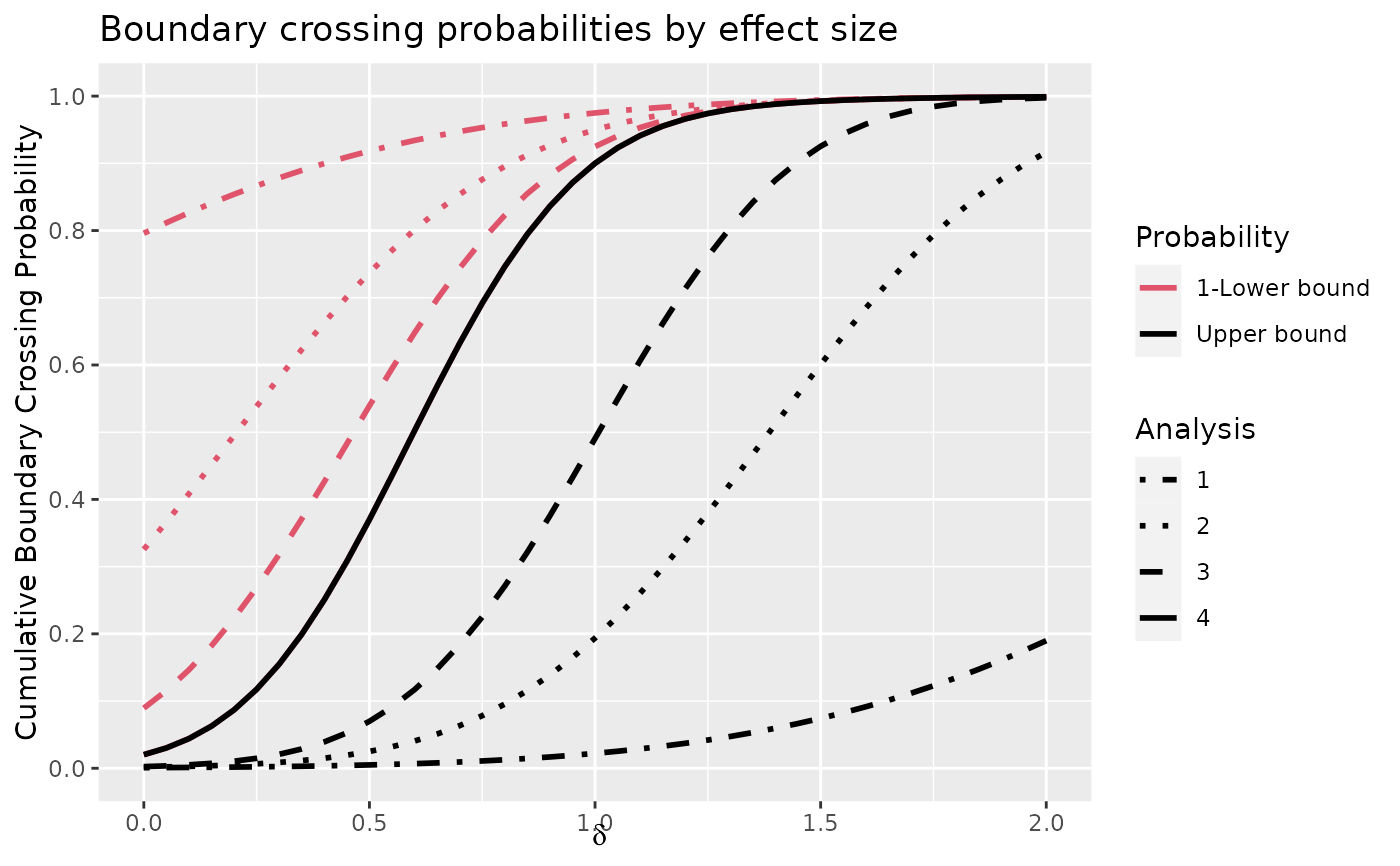 Boundary crossing probabilities by effect size
Cumulative Boundary Crossing Probability
1.0
0.8
0.6
0.4
0.2
0.0
0.0 0.5 1.0 1.5 2.0
δ
Probability
1-Lower bound
Upper bound
Analysis
1
2
3
4